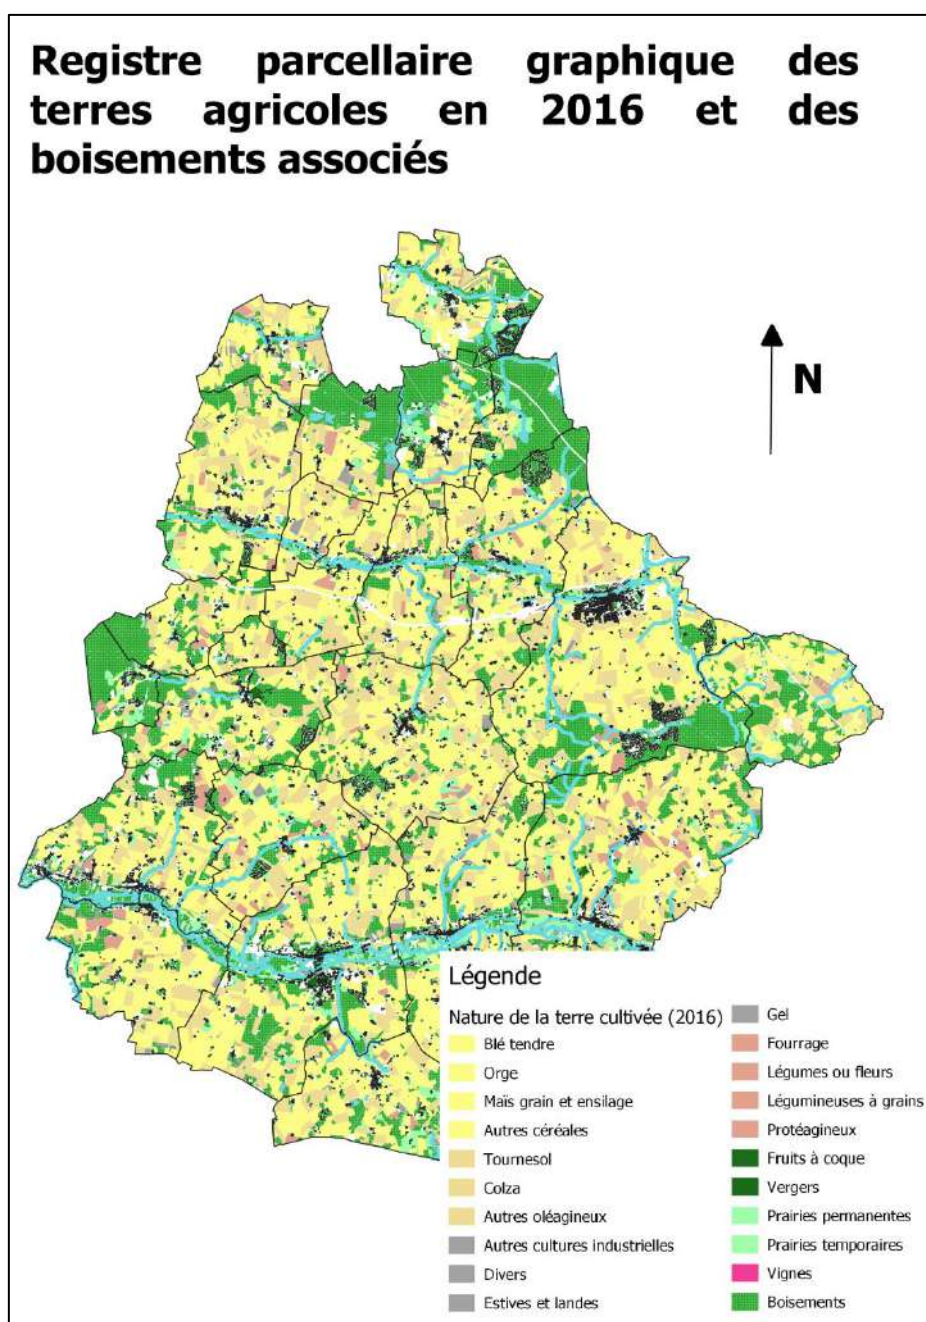 Registre parcellaire graphique des
terres agricoles en 2016 et des
boisements associés
N
Légende
Nature de la terre cultivée (2016)
Blé tendre
Orge
Maïs grain et ensilage
Autres céréales
Tournesol
Colza
Autres oléagineux
Autres cultures industrielles
Divers
Estives et landes
Gel
Fourrage
Légumes ou fleurs
Légumineuses à grains
Protéagineux
Fruits à coque
Vergers
Prairies permanentes
Prairies temporaires
Vignes
Boisements